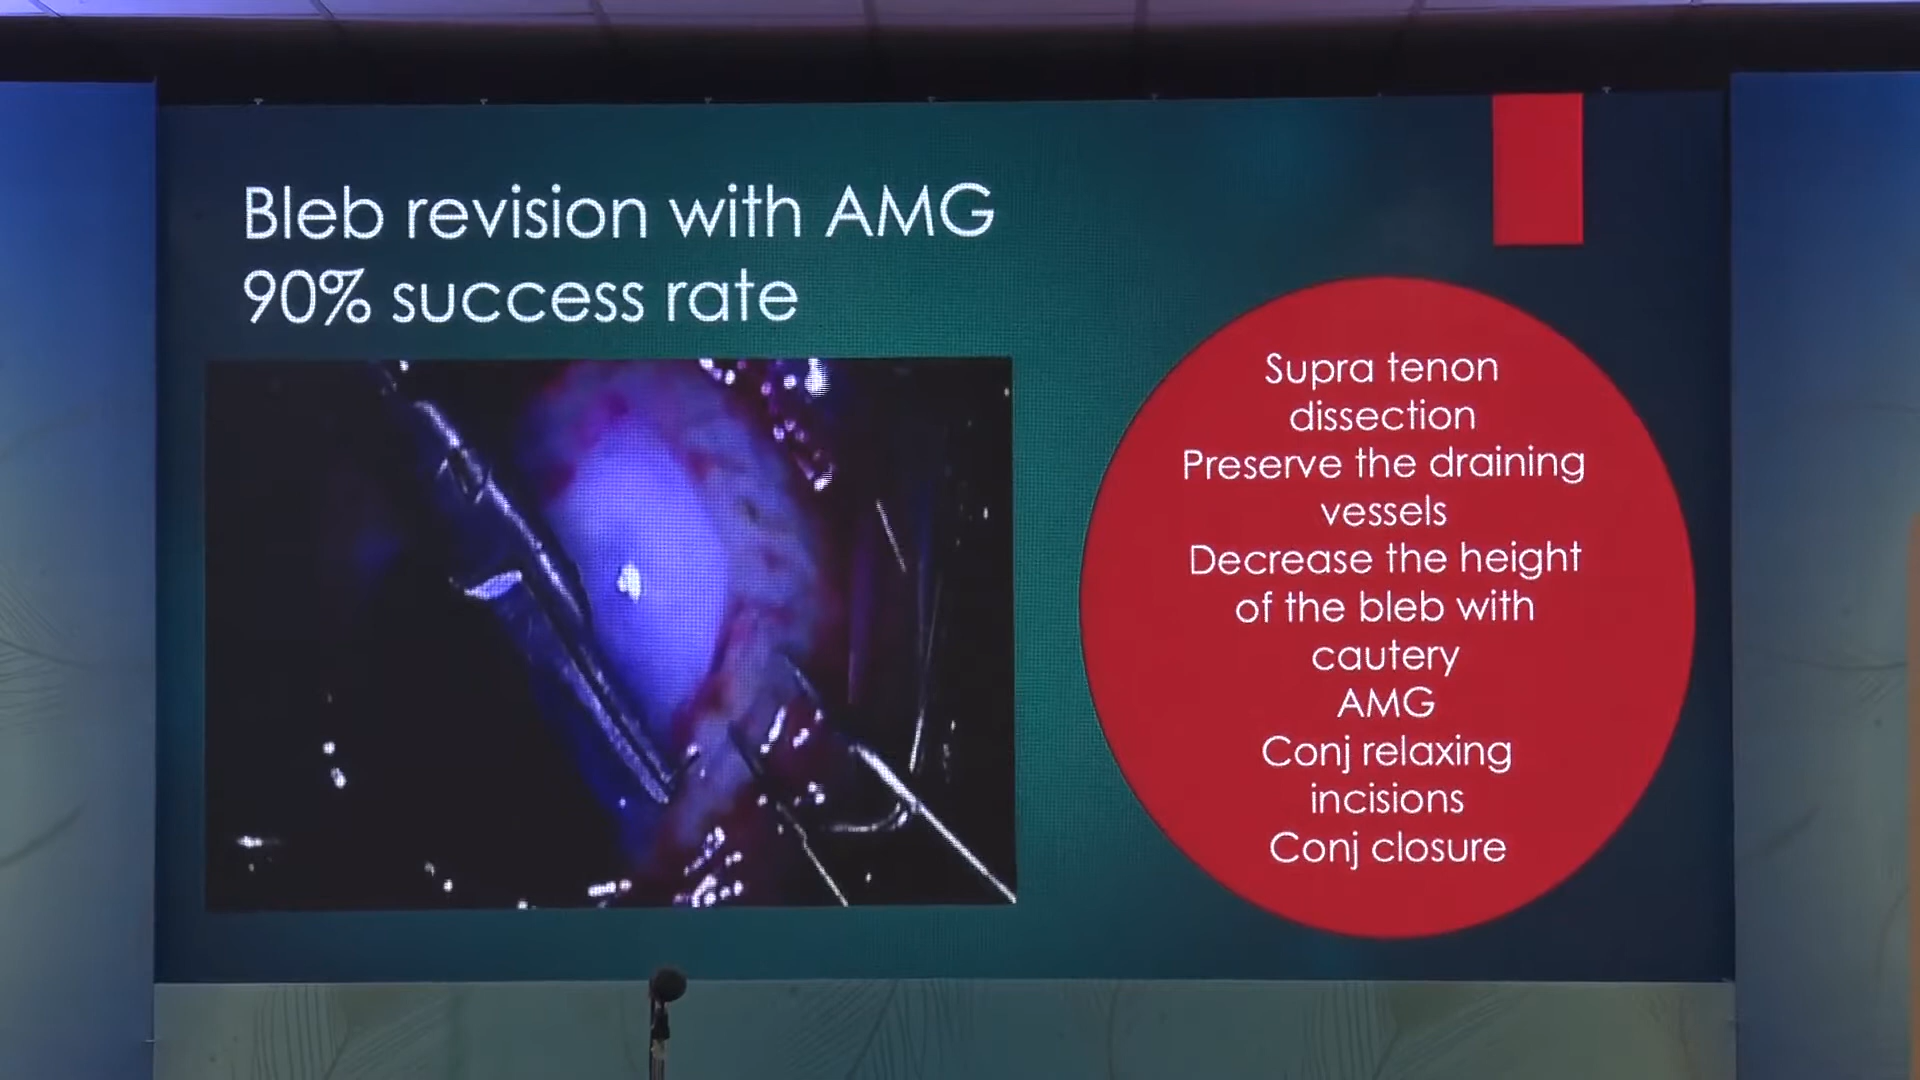 Bleb revision with AMG
90% success rate
Supra tenon
dissection
Preserve the draining
vessels
Decrease the height
of the bleb with
cautery
AMG
Conj relaxing
incisions
Conj closure